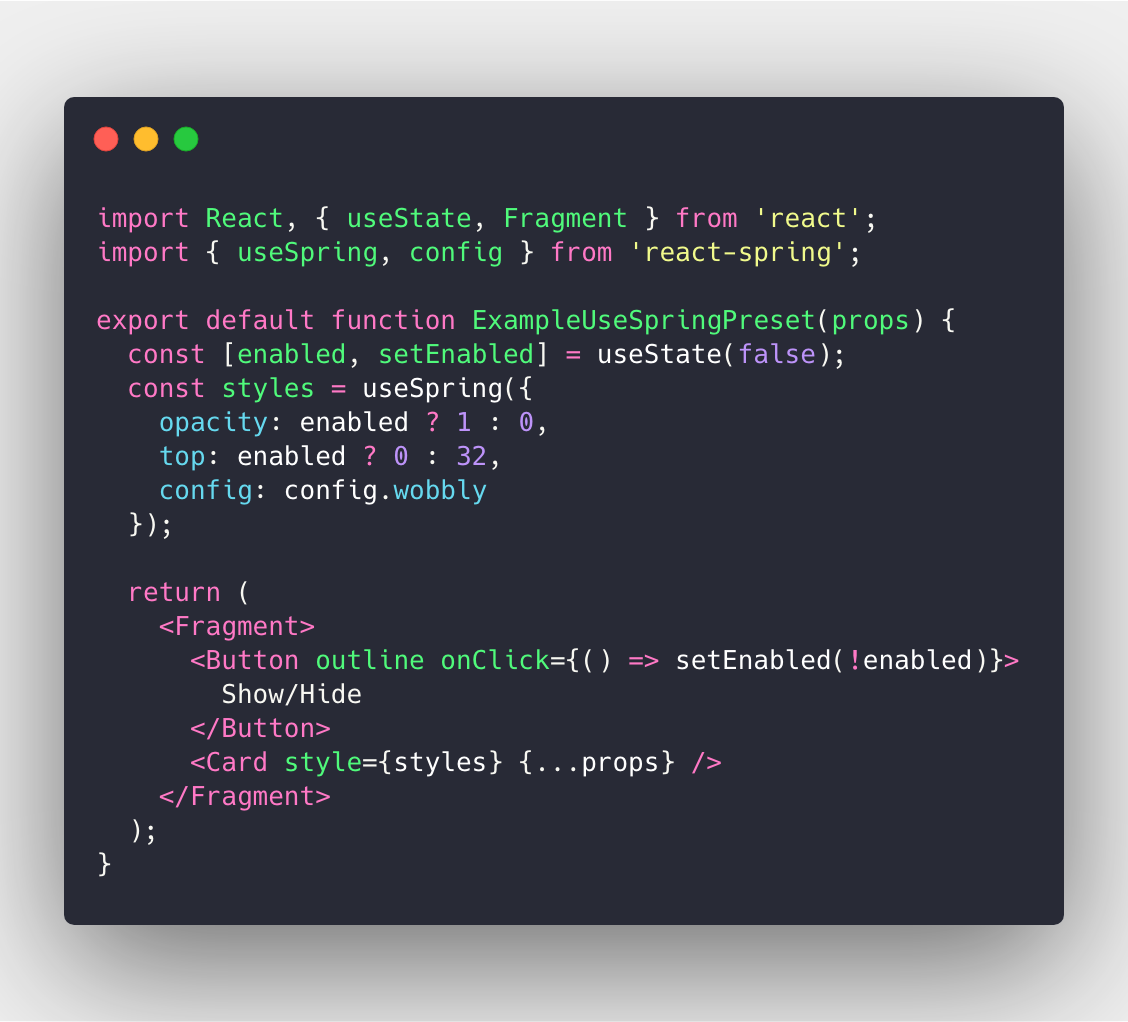 import React, { useState, Fragment } from 'react';
import { useSpring, config } from 'react-spring';

export default function ExampleUseSpringPreset(props) {
  const [enabled, setEnabled] = useState(false);
  const styles = useSpring({
    opacity: enabled ? 1 : 0,
    top: enabled ? 0 : 32,
    config: config.wobbly
  });

  return (
    <Fragment>
      <Button outline onClick={() => setEnabled(!enabled)}>
        Show/Hide
      </Button>
      <Card style={styles} {...props} />
    </Fragment>
  );
}